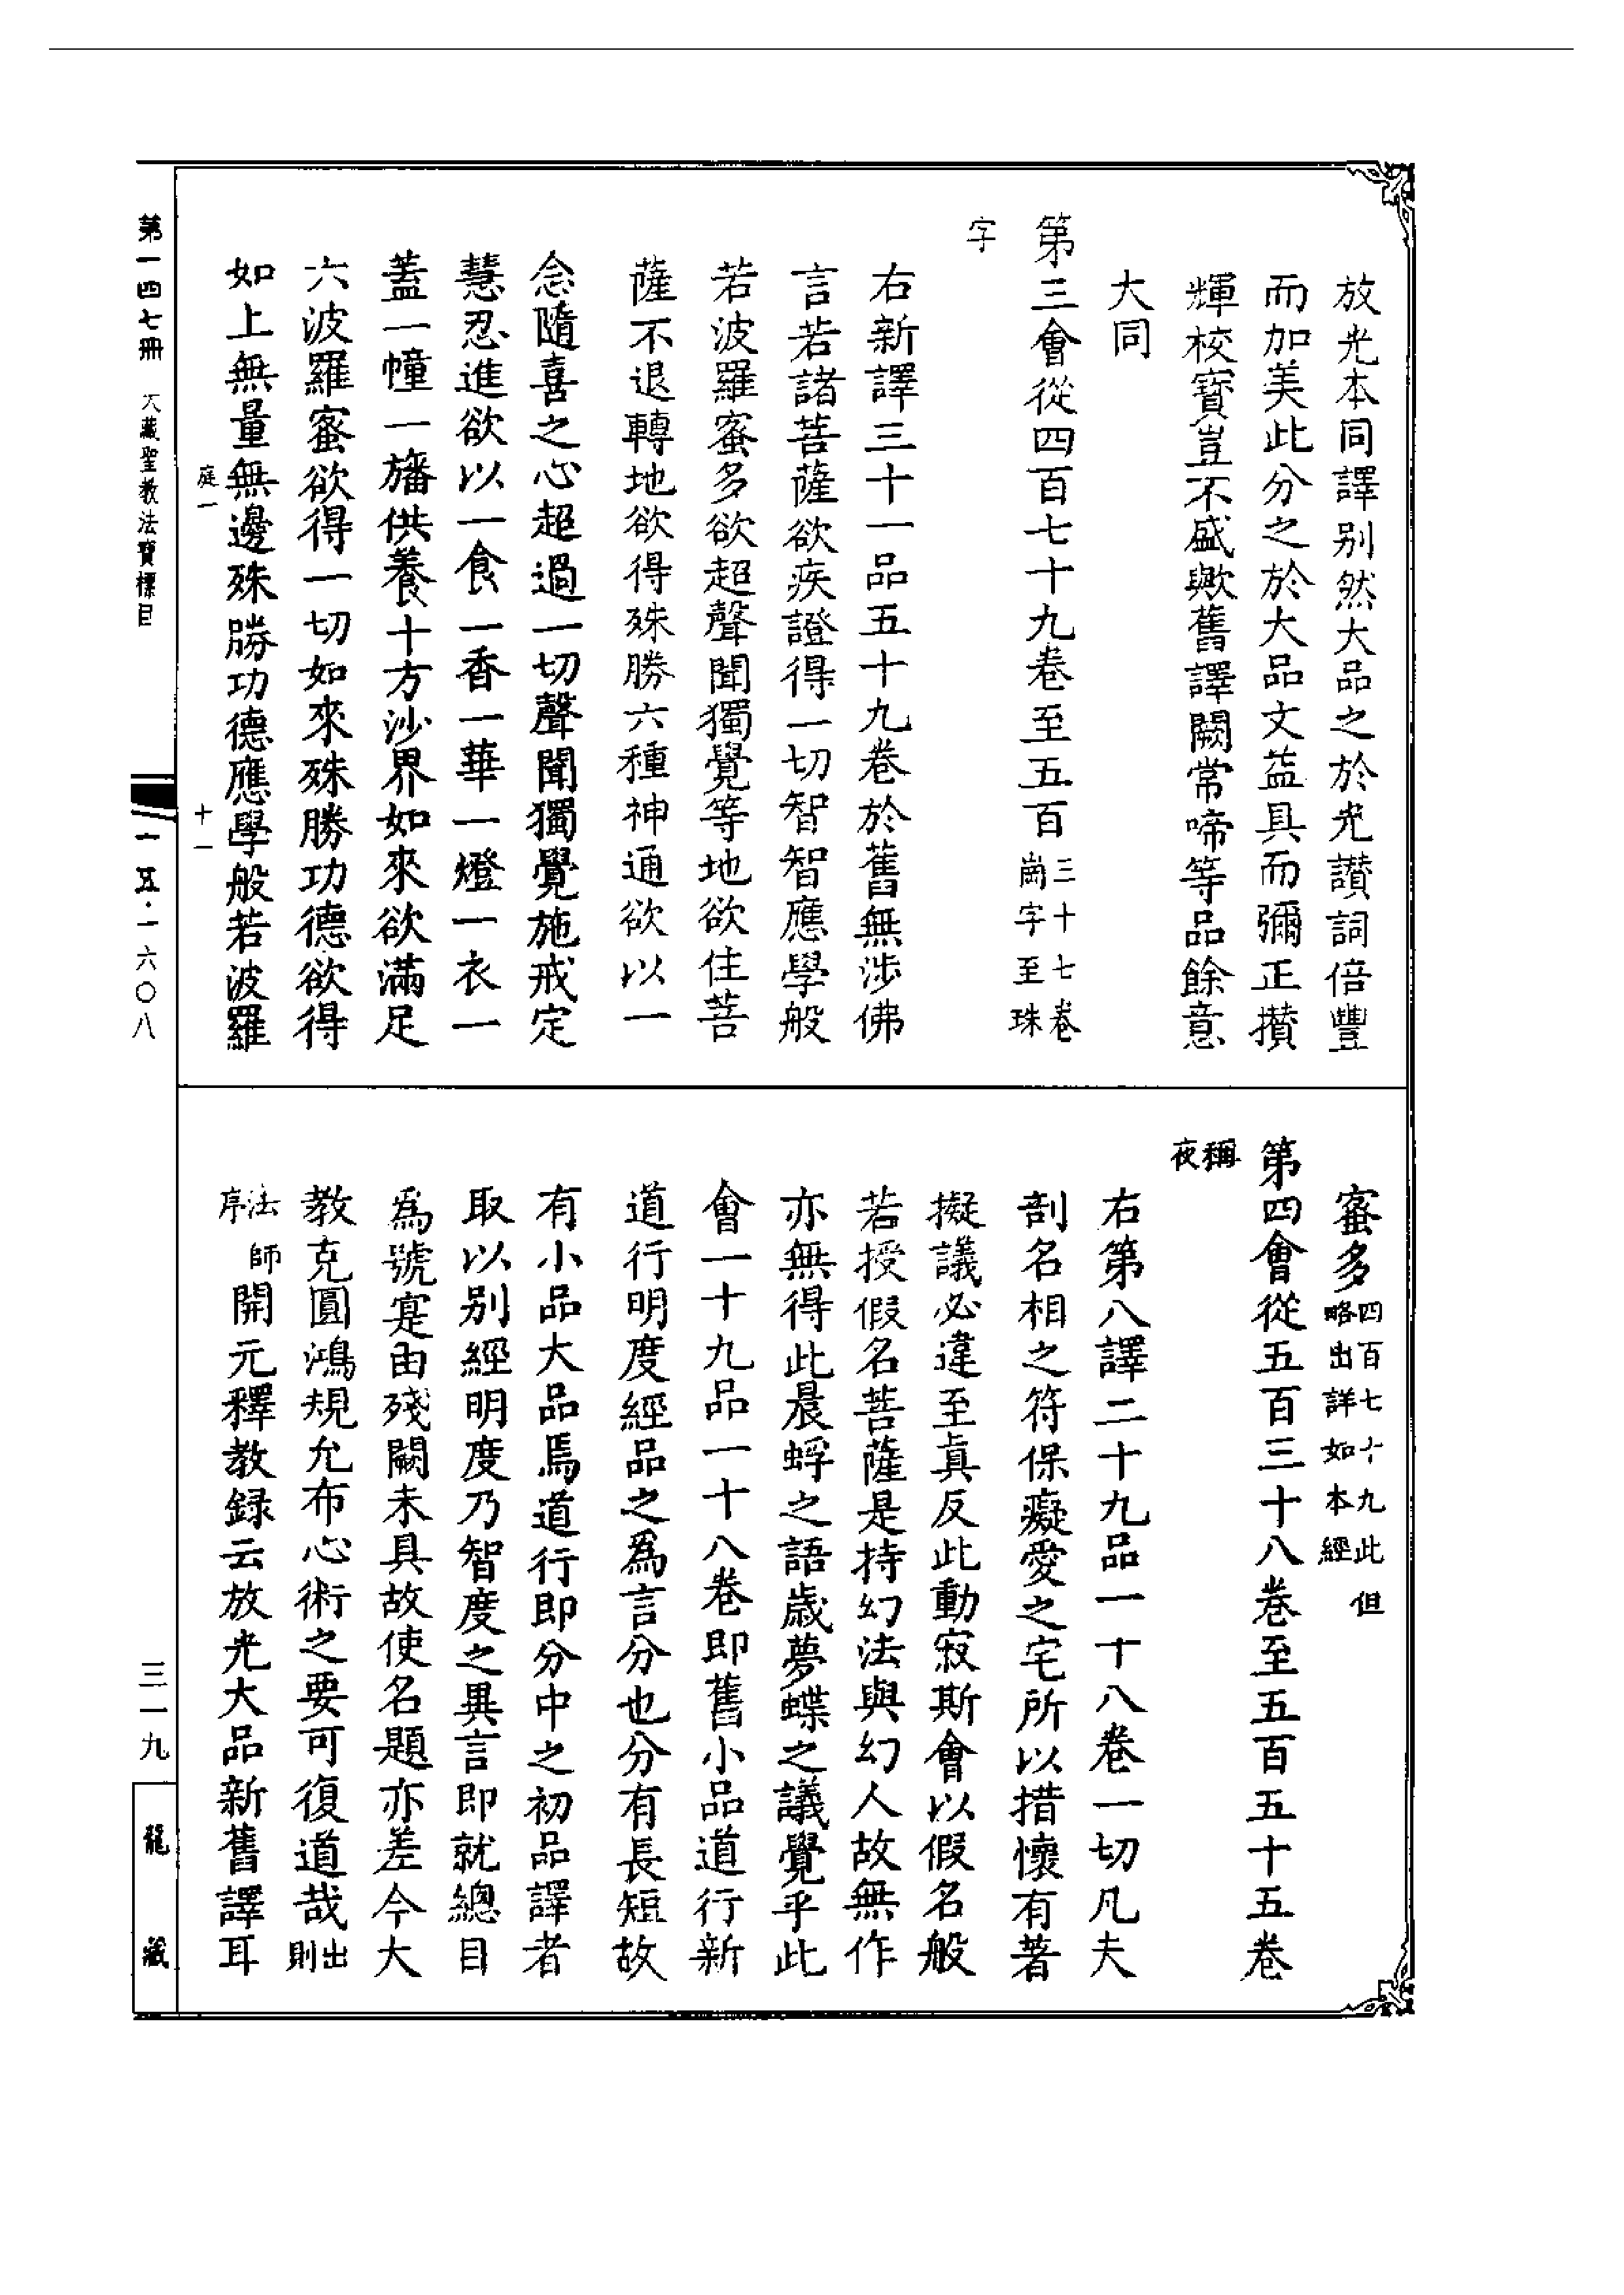 放光本同譯别然大品之於光讃詞倍豐
而加美此分之於大品文益具而彌正攢
輝校寶豈不盛歟舊譯闕常啼等品餘意
大同
第三會從四百七十九卷至五百三十七卷崗字至珠
字
右新譯三十一品五十九卷於舊無涉佛
言若諸菩薩欲疾證得一切智智應學般
若波羅蜜多欲超聲聞獨覺等地欲住菩
薩不退轉地欲得殊勝六種神通欲以一
念隨喜之心超過一切聲聞獨覺施戒定
慧忍進欲以一食一香一華一燈一衣一
蓋一幢一旛供養十方沙界如來欲滿足
六波羅蜜欲得一切如來殊勝功德欲得
如上無量無邊殊勝功德應學般若波羅
庭一
十一
蜜多四百七十九此但略出詳如本經
第四會從五百三十八卷至五百五十五卷
稱
夜
右第八譯二十九品一十八卷一切凡夫
剖名相之符保癡愛之宅所以措懷有著
擬議必違至真反此動寂斯會以假名般
若授假名菩薩是持幻法與幻人故無作
亦無得此晨蜉之語歲夢蝶之議覺乎此
會一十九品一十八卷即舊小品道行新
道行明度經品之爲言分也分有長短故
有小品大品焉道行即分中之初品譯者
取以别經明度乃智度之異言即就總目
爲號寔由殘闕未具故使名題亦差今大
教克圓鴻規允布心術之要可復道哉出則
法師序開元釋教録云放光大品新舊譯耳
第一四七冊
大藏聖教法寶標目
一五·一六〇八
三一九
龍藏